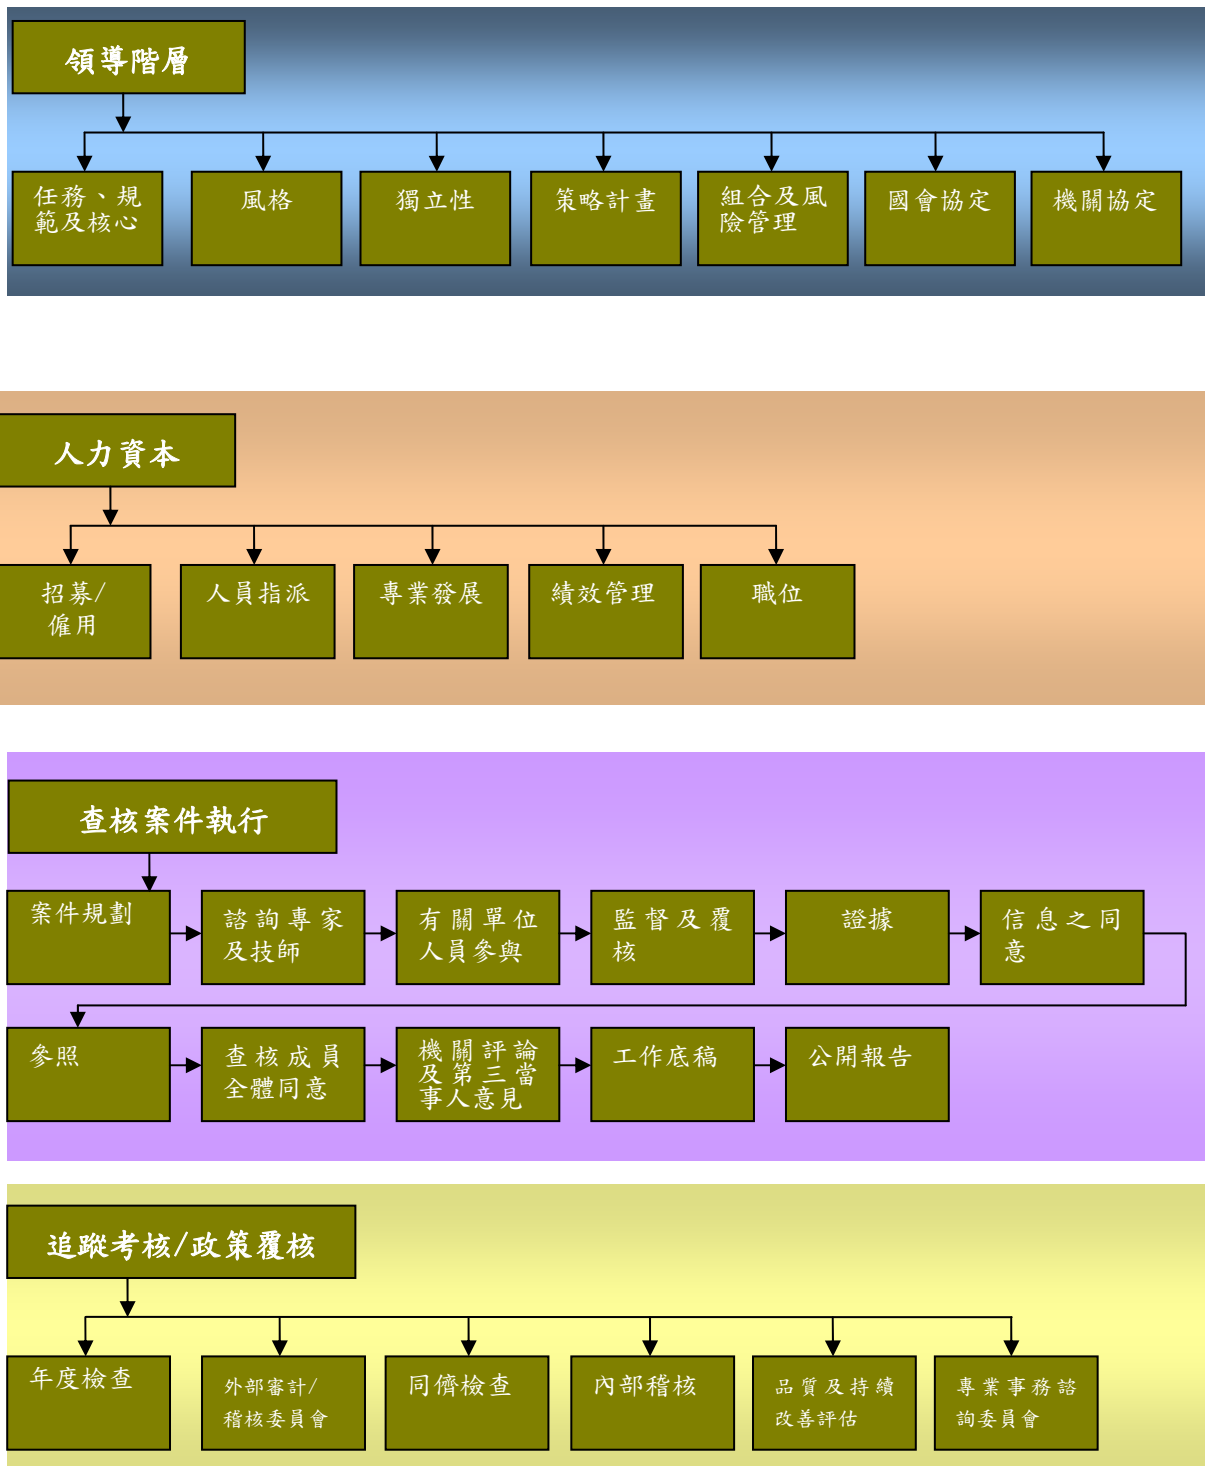 領導階層
任務、規
範及核心
風格
獨立性
策略計畫
組合及風
險管理
國會協定
機關協定
人力資本
招募/
僱用
人員指派
專業發展
績效管理
職位
查核案件執行
案件規劃
諮詢專家
及技師
有關單位
人員參與
監督及覆
核
證據
信息之同
意
參照
查核成員
全體同意
機關評論
及第三當
事人意見
工作底稿
公開報告
追蹤考核/政策覆核
年度檢查
外部審計/
稽核委員會
同儕檢查
內部稽核
品質及持續
改善評估
專業事務諮
詢委員會